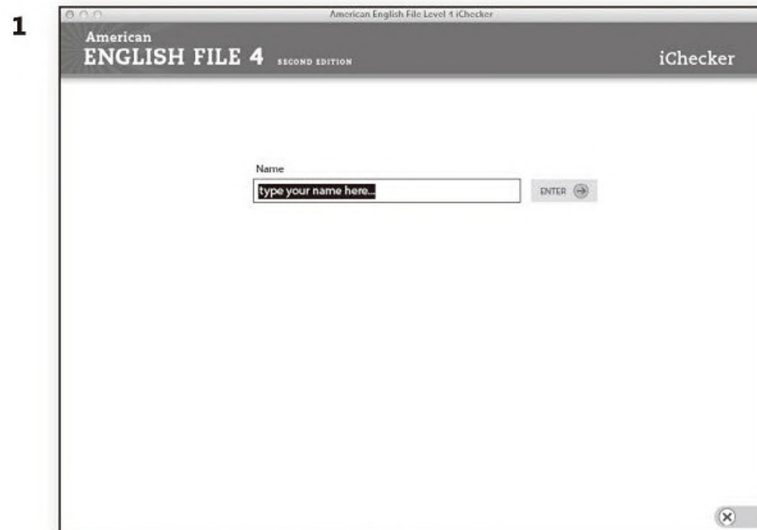 1
American English File Level 4 iChecker
American
ENGLISH FILE 4 SECOND EDITION
iChecker
Name
type your name here...
ENTER